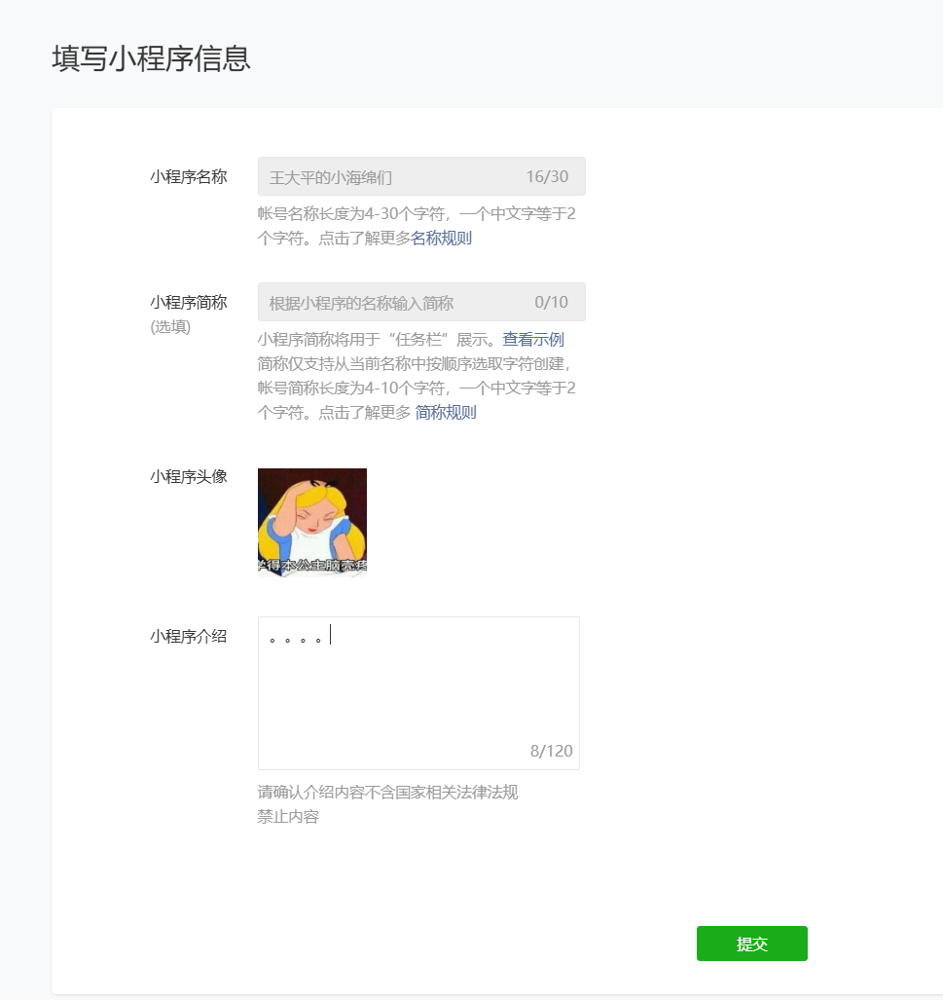 填写小程序信息
小程序名称
王大平的小海绵们
16/30
帐号名称长度为4-30个字符，一个中文字等于2
个字符。点击了解更多名称规则
小程序简称
(选填)
根据小程序的名称输入简称
0/10
小程序简称将用于“任务栏”展示。查看示例
简称仅支持从当前名称中按顺序选取字符创建，
帐号简称长度为4-10个字符，一个中文字等于2
个字符。点击了解更多 简称规则
小程序头像
得本公主脑壳
小程序介绍
。。。。
8/120
请确认介绍内容不含国家相关法律法规
禁止内容
提交